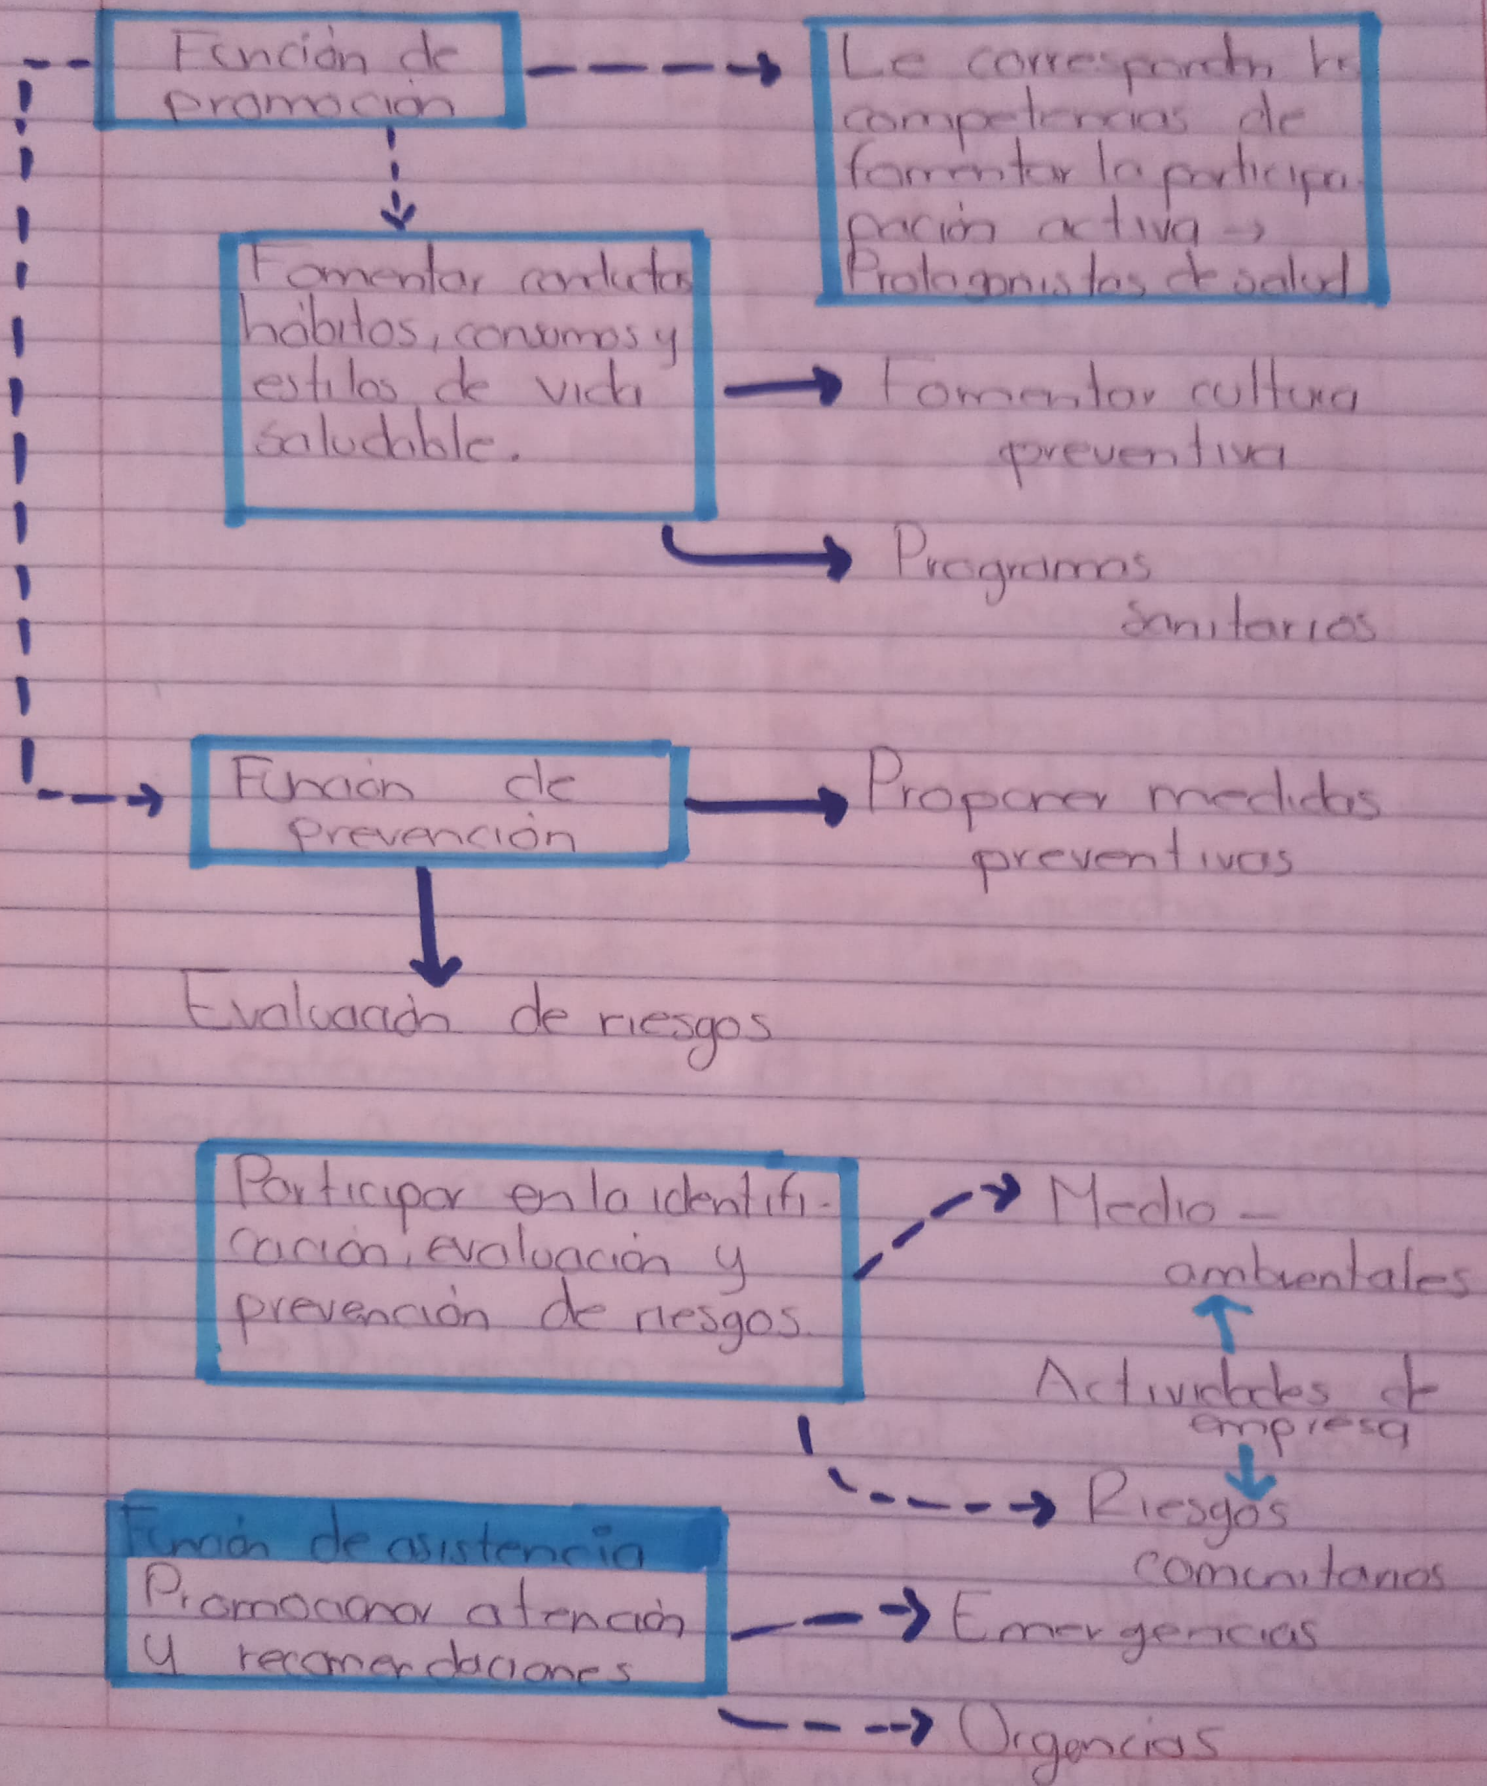 Función de
promoción
Le corresponden
competencias de
fomentar la participa
pación activa →
Protagonistas de salud
Fomentar conductas
hábitos, consumos y
estilos de vida
saludable.
Fomentar cultura
preventiva
Programas
sanitarios
Función de
prevención
Proponer medidas
preventivas
Evaluación de riesgos
Participar en la identifi-
cación, evaluación y
prevención de riesgos.
Medio-
ambientales
Actividades de
empresa
Riesgos
comunitarios
Función de asistencia
Promocionar atención
y recomendaciones
Emergencias
Urgencias